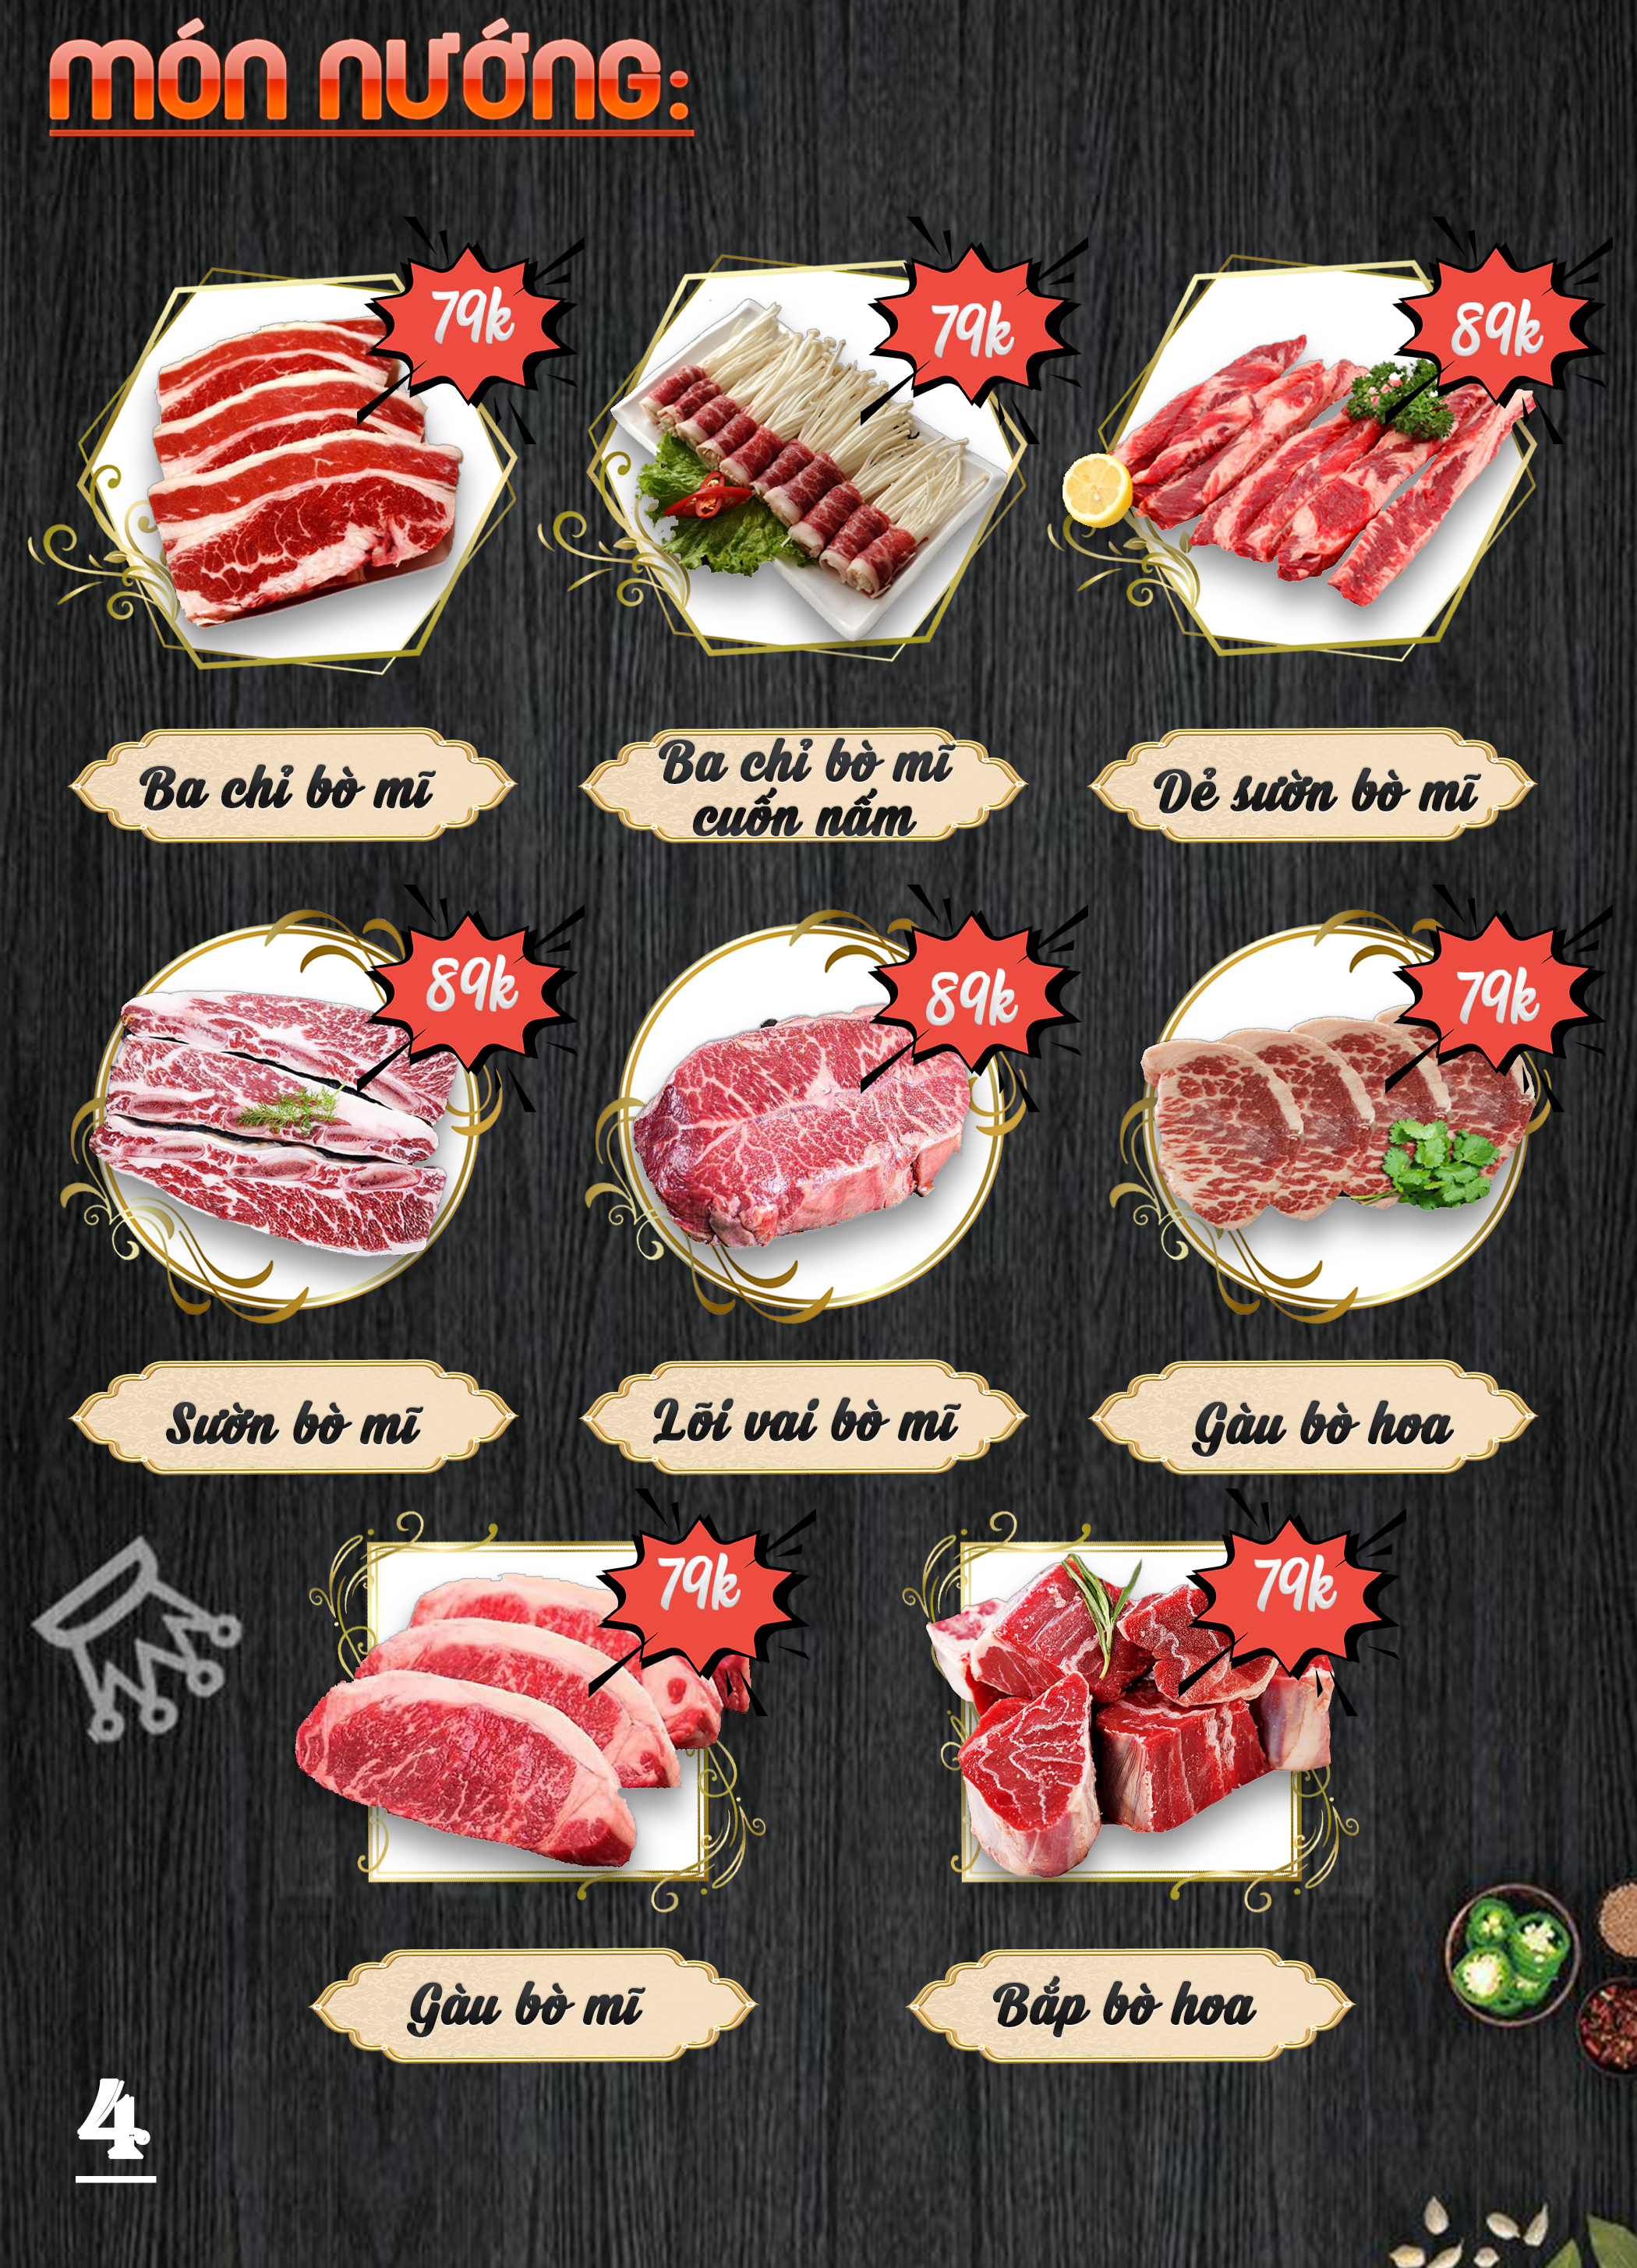 món nướng:
79k
79k
89k
Ba chỉ bò mĩ
Ba chỉ bò mĩ
cuốn nấm
Dẻ sườn bò mĩ
89k
89k
79k
Sườn bò mĩ
Lõi vai bò mĩ
Gàu bò hoa
79k
79k
Gàu bò mĩ
Bắp bò hoa
4